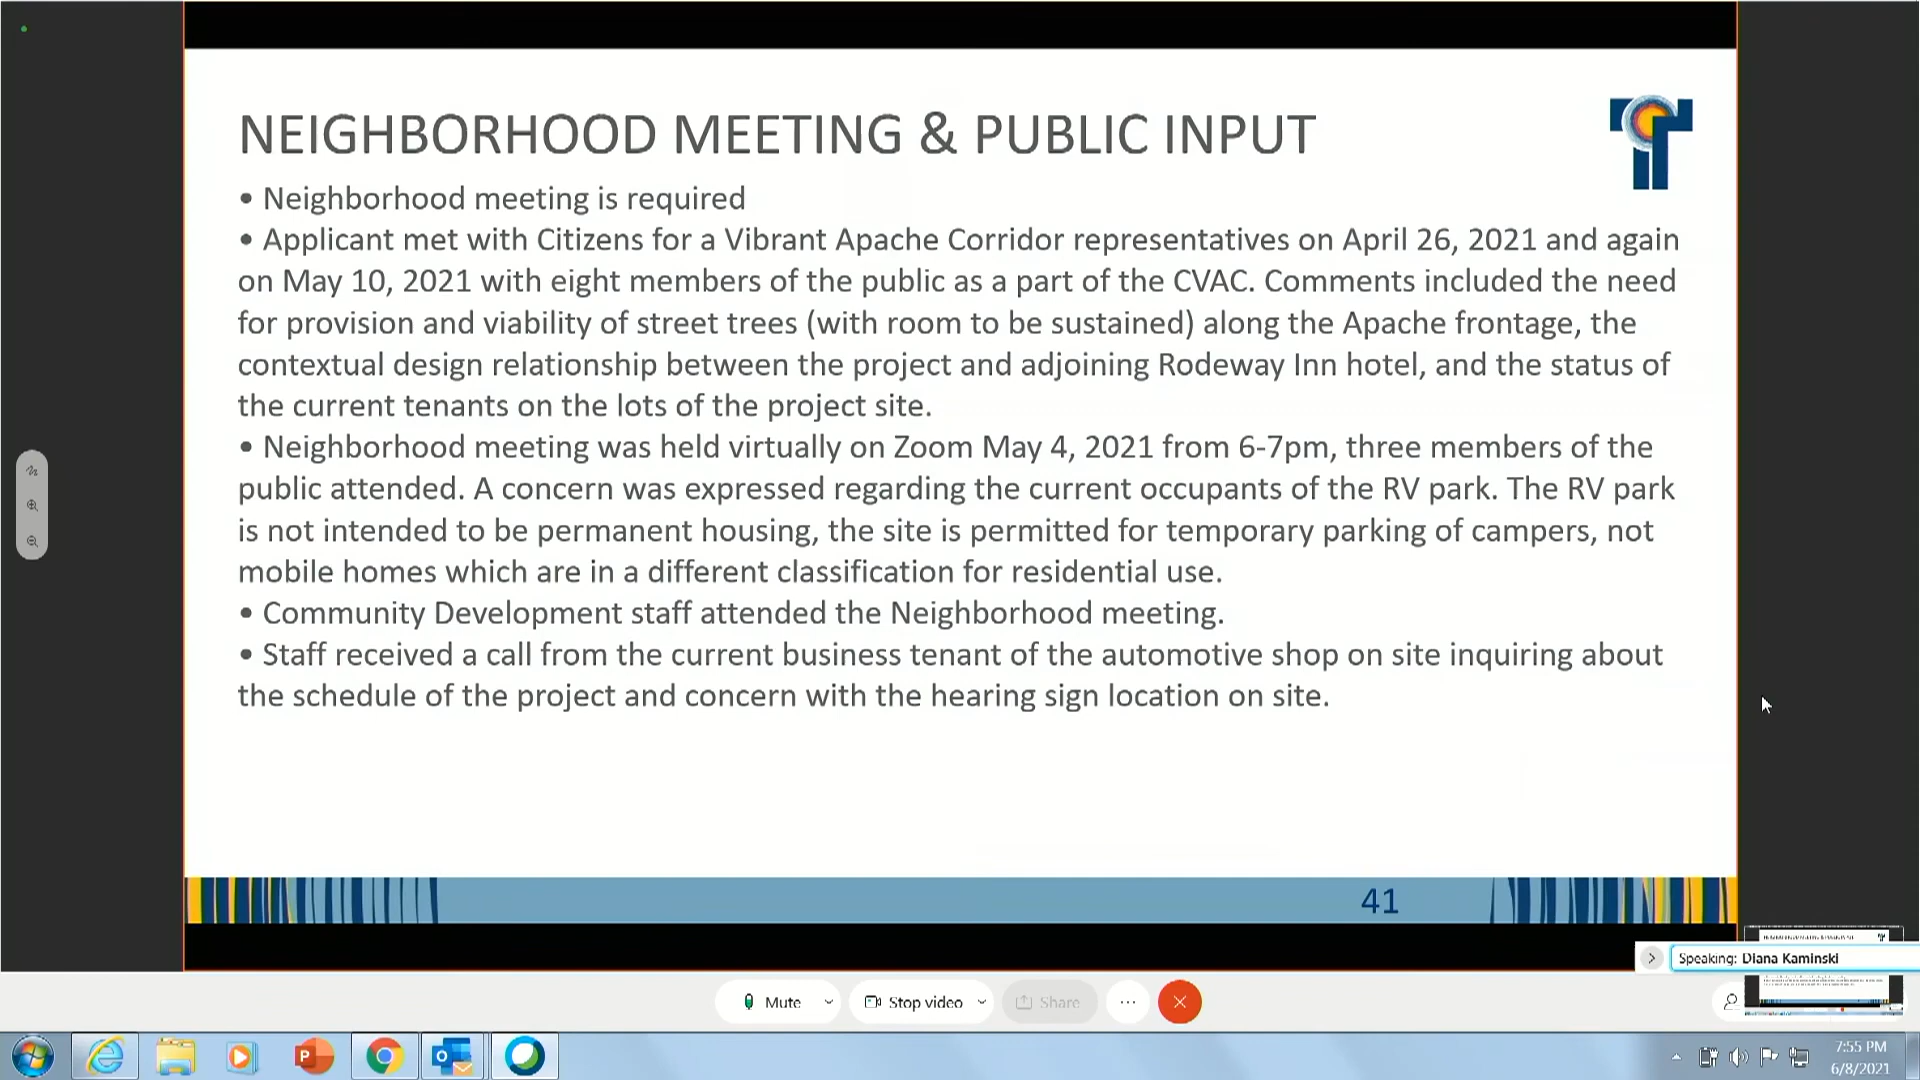 NEIGHBORHOOD MEETING & PUBLIC INPUT
• Neighborhood meeting is required
• Applicant met with Citizens for a Vibrant Apache Corridor representatives on April 26, 2021 and again
on May 10, 2021 with eight members of the public as a part of the CVAC. Comments included the need
for provision and viability of street trees (with room to be sustained) along the Apache frontage, the
contextual design relationship between the project and adjoining Rodeway Inn hotel, and the status of
the current tenants on the lots of the project site.
• Neighborhood meeting was held virtually on Zoom May 4, 2021 from 6-7pm, three members of the
public attended. A concern was expressed regarding the current occupants of the RV park. The RV park
is not intended to be permanent housing, the site is permitted for temporary parking of campers, not
mobile homes which are in a different classification for residential use.
• Community Development staff attended the Neighborhood meeting.
• Staff received a call from the current business tenant of the automotive shop on site inquiring about
the schedule of the project and concern with the hearing sign location on site.
41
Speaking: Diana Kaminski
Mute
Stop video
Share
7:55 PM
6/8/2021